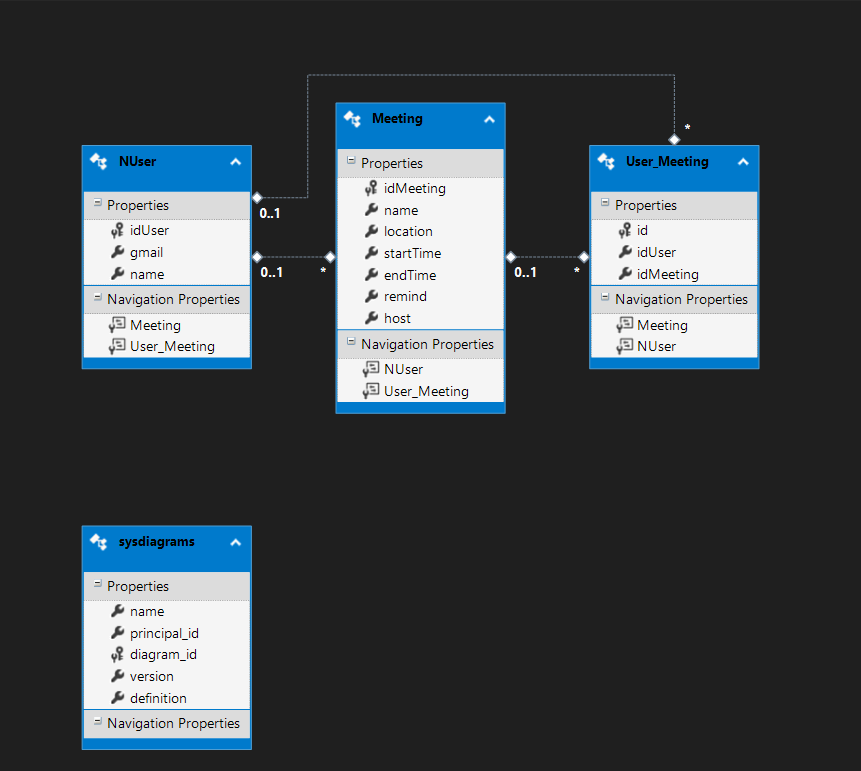 NUser
Properties
idUser
gmail
name
Navigation Properties
Meeting
User_Meeting
0..1
0..1
*
Meeting
Properties
idMeeting
name
location
startTime
endTime
remind
host
Navigation Properties
NUser
User_Meeting
0..1
*
*
User_Meeting
Properties
id
idUser
idMeeting
Navigation Properties
Meeting
NUser
sysdiagrams
Properties
name
principal_id
diagram_id
version
definition
Navigation Properties